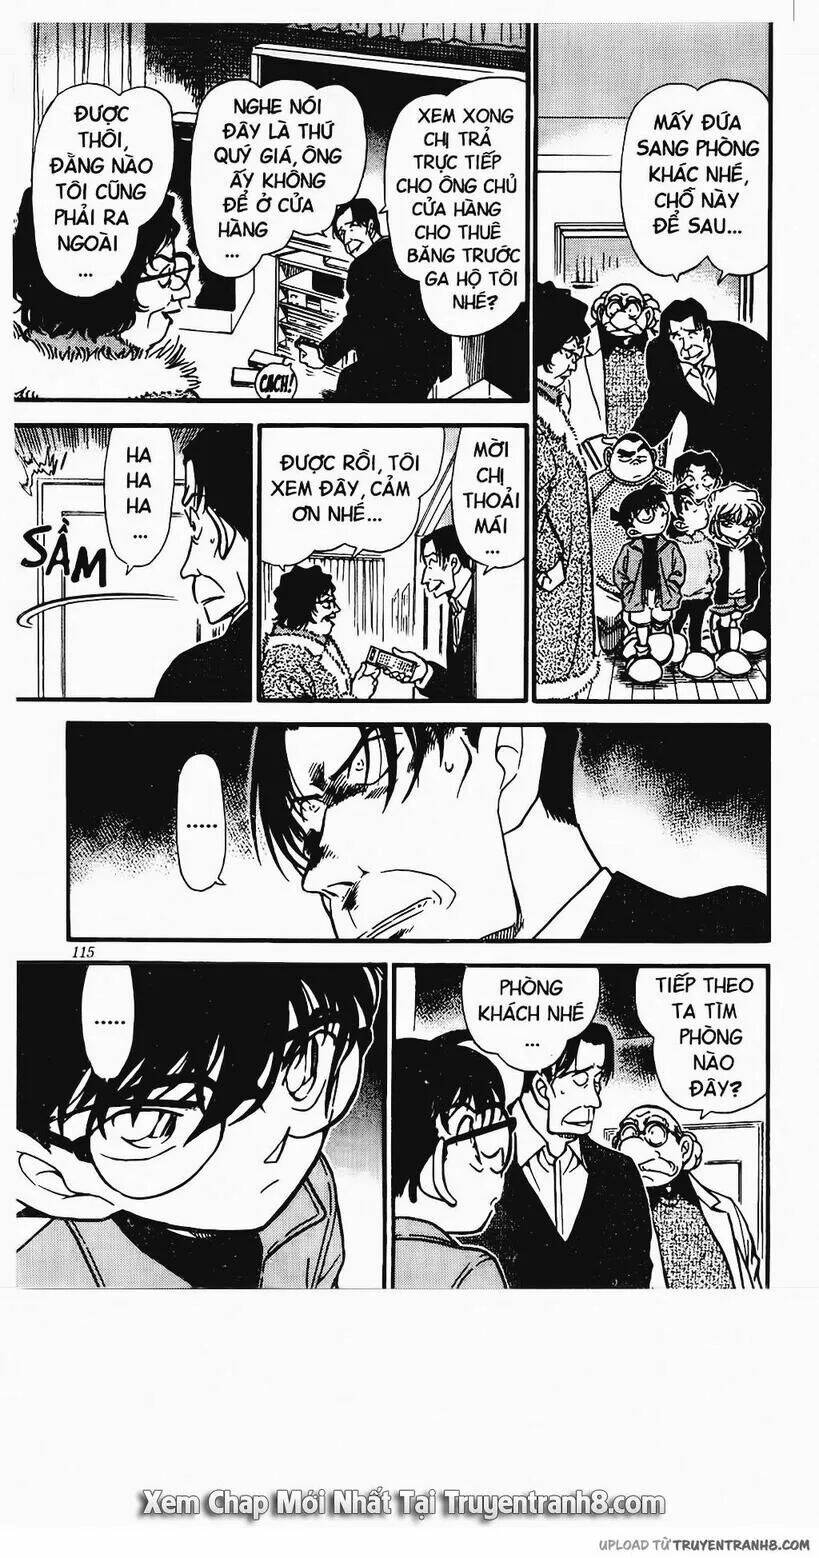 MẤY ĐỨA
SANG PHÒNG
KHÁC NHÉ,
CHỖ NÀY
ĐỂ SAU...
XEM XONG
CHỊ TRẢ
TRỰC TIẾP
CHO ÔNG CHỦ
CỬA HÀNG
CHO THUÊ
BĂNG TRƯỚC
GA HỘ TÔI
NHÉ?
NGHE NÓI
ĐÂY LÀ THỨ
QUÝ GIÁ, ÔNG
ẤY KHÔNG
ĐỂ Ở CỬA
HÀNG
...
ĐƯỢC
THÔI,
ĐẰNG NÀO
TÔI CŨNG
PHẢI RA
NGOÀI
...
CẠCH!
MỜI
CHỊ
THOẢI
MÁI
...
ĐƯỢC RỒI, TÔI
XEM ĐÂY, CẢM
ƠN NHÉ...
HA
HA
HA
...
SẦM
......
115
TIẾP THEO
TA TÌM
PHÒNG
NÀO
ĐÂY?
PHÒNG
KHÁCH NHÉ
...
......
Xem Chap Mới Nhất Tại Truyentranh8.com
UPLOAD TỪ TRUYENTRANH8.COM